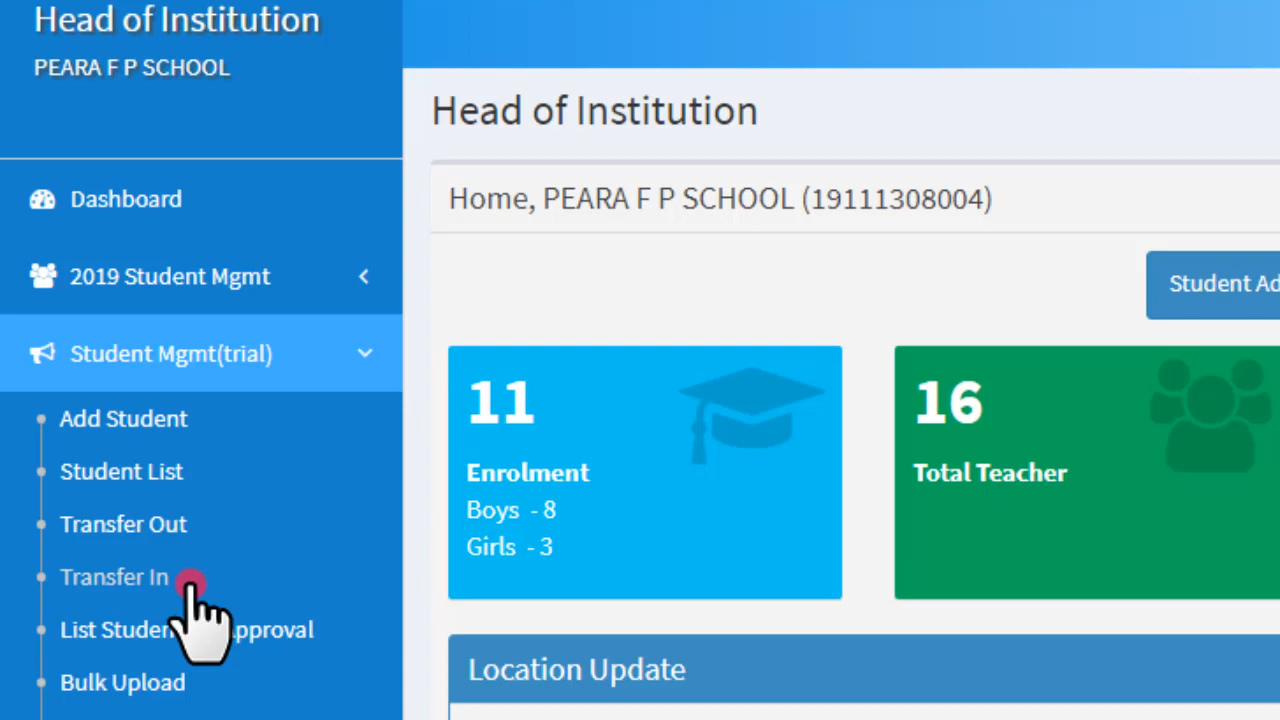 Head of Institution
PEARA F P SCHOOL
Dashboard
2019 Student Mgmt
Student Mgmt(trial)
Add Student
Student List
Transfer Out
Transfer In
List Studen pproval
Bulk Upload
Head of Institution
Home, PEARA F P SCHOOL (19111308004)
Student Ad
11
Enrolment
Boys - 8
Girls - 3
16
Total Teacher
Location Update